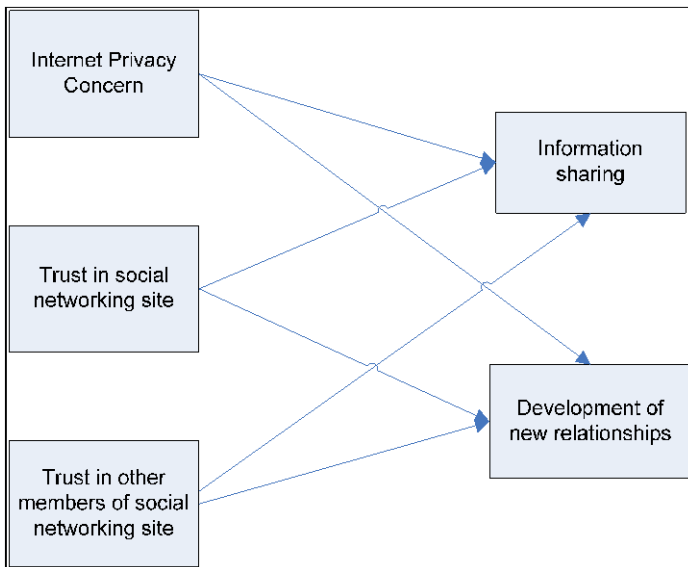 Internet Privacy
Concern
Information
sharing
Trust in social
networking site
Development of
new relationships
Trust in other
members of social
networking site